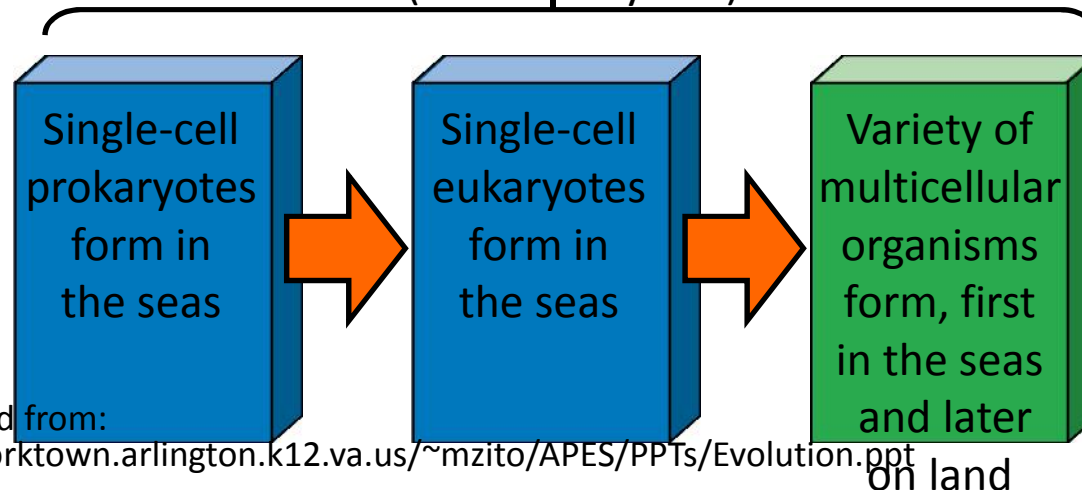 Single-cell
prokaryotes
form in
the seas
Single-cell
eukaryotes
form in
the seas
Variety of
multicellular
organisms
form, first
in the seas
and later
on land
d from:
rktown.arlington.k12.va.us/~mzito/APES/PPTs/Evolution.ppt